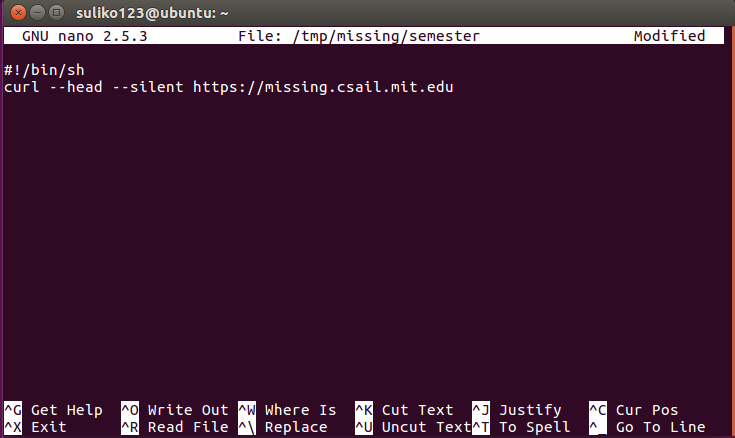 suliko123@ubuntu: ~
GNU nano 2.5.3 File: /tmp/missing/semester Modified
#!/bin/sh
curl --head --silent https://missing.csail.mit.edu
^G Get Help ^O Write Out ^W Where Is ^K Cut Text ^J Justify ^C Cur Pos
^X Exit ^R Read File ^\ Replace ^U Uncut Text ^T To Spell ^_ Go To Line